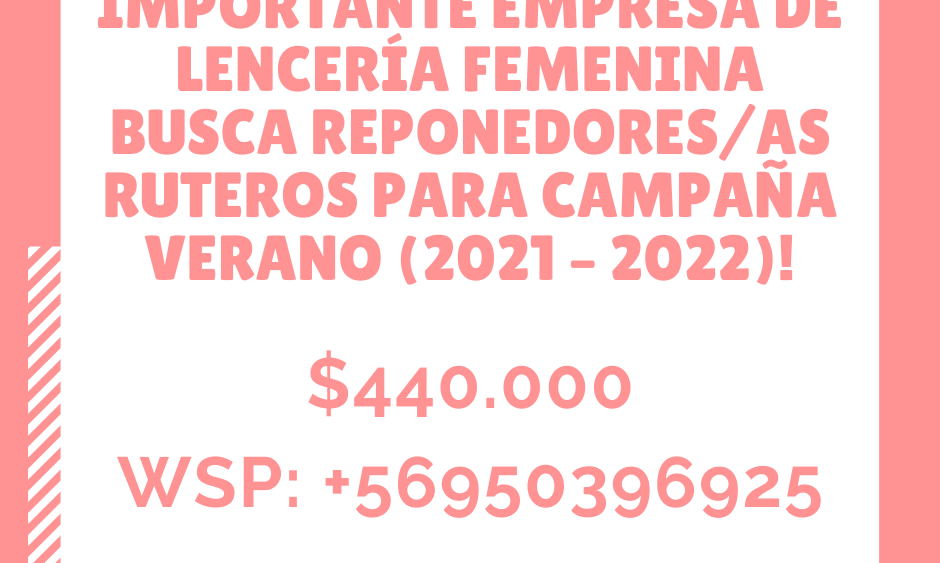 IMPORTANTE EMPRESA DE
LENCERÍA FEMENINA
BUSCA REPONEDORES/AS
RUTEROS PARA CAMPAÑA
VERANO (2021 – 2022)!
$440.000
WSP: +56950396925